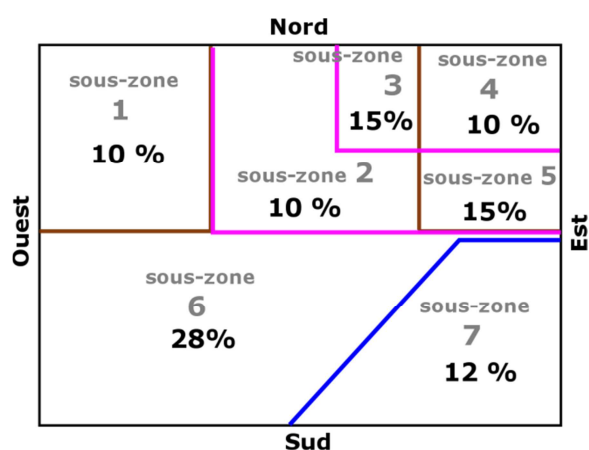 Nord
sous-zone
1
10 %
sous-zone
3
15%
sous-zone
4
10 %
sous-zone 2
10 %
sous-zone 5
15%
Ouest
Est
sous-zone
6
28%
sous-zone
7
12 %
Sud